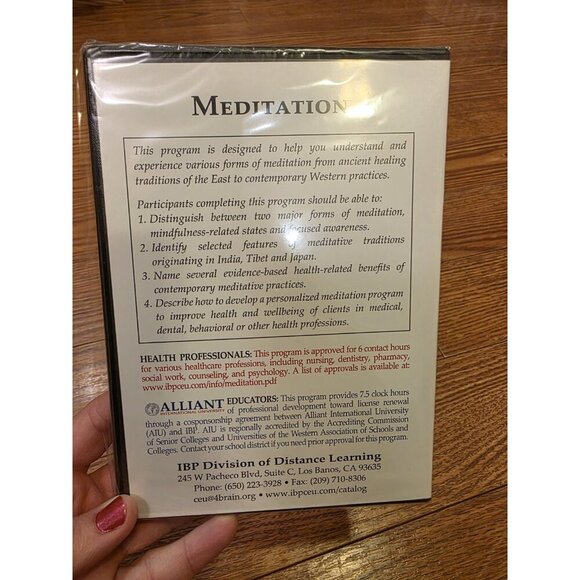 MEDITATION
This program is designed to help you understand and
experience various forms of meditation from ancient healing
traditions of the East to contemporary Western practices.
Participants completing this program should be able to:
1. Distinguish between two major forms of meditation,
mindfulness-related states and focused awareness.
2. Identify selected features of meditative traditions
originating in India, Tibet and Japan.
3. Name several evidence-based health-related benefits of
contemporary meditative practices.
4. Describe how to develop a personalized meditation program
to improve health and wellbeing of clients in medical,
dental, behavioral or other health professions.
HEALTH PROFESSIONALS: This program is approved for 6 contact hours
for various healthcare professions, including nursing, dentistry, pharmacy,
social work, counseling, and psychology. A list of approvals is available at:
www.ibpceu.com/info/meditation.pdf
ALLIANT INTERNATIONAL UNIVERSITY
EDUCATORS: This program provides 7.5 clock hours
of professional development toward license renewal
through a cosponsorship agreement between Alliant International University
(AIU) and IBP. AIU is regionally accredited by the Accrediting Commission
of Senior Colleges and Universities of the Western Association of Schools and
Colleges. Contact your school district if you need prior approval for this program.
IBP Division of Distance Learning
245 W Pacheco Blvd, Suite C, Los Banos, CA 93635
Phone: (650) 223-3928 • Fax: (209) 710-8306
ceu@4brain.org • www.ibpceu.com/catalog